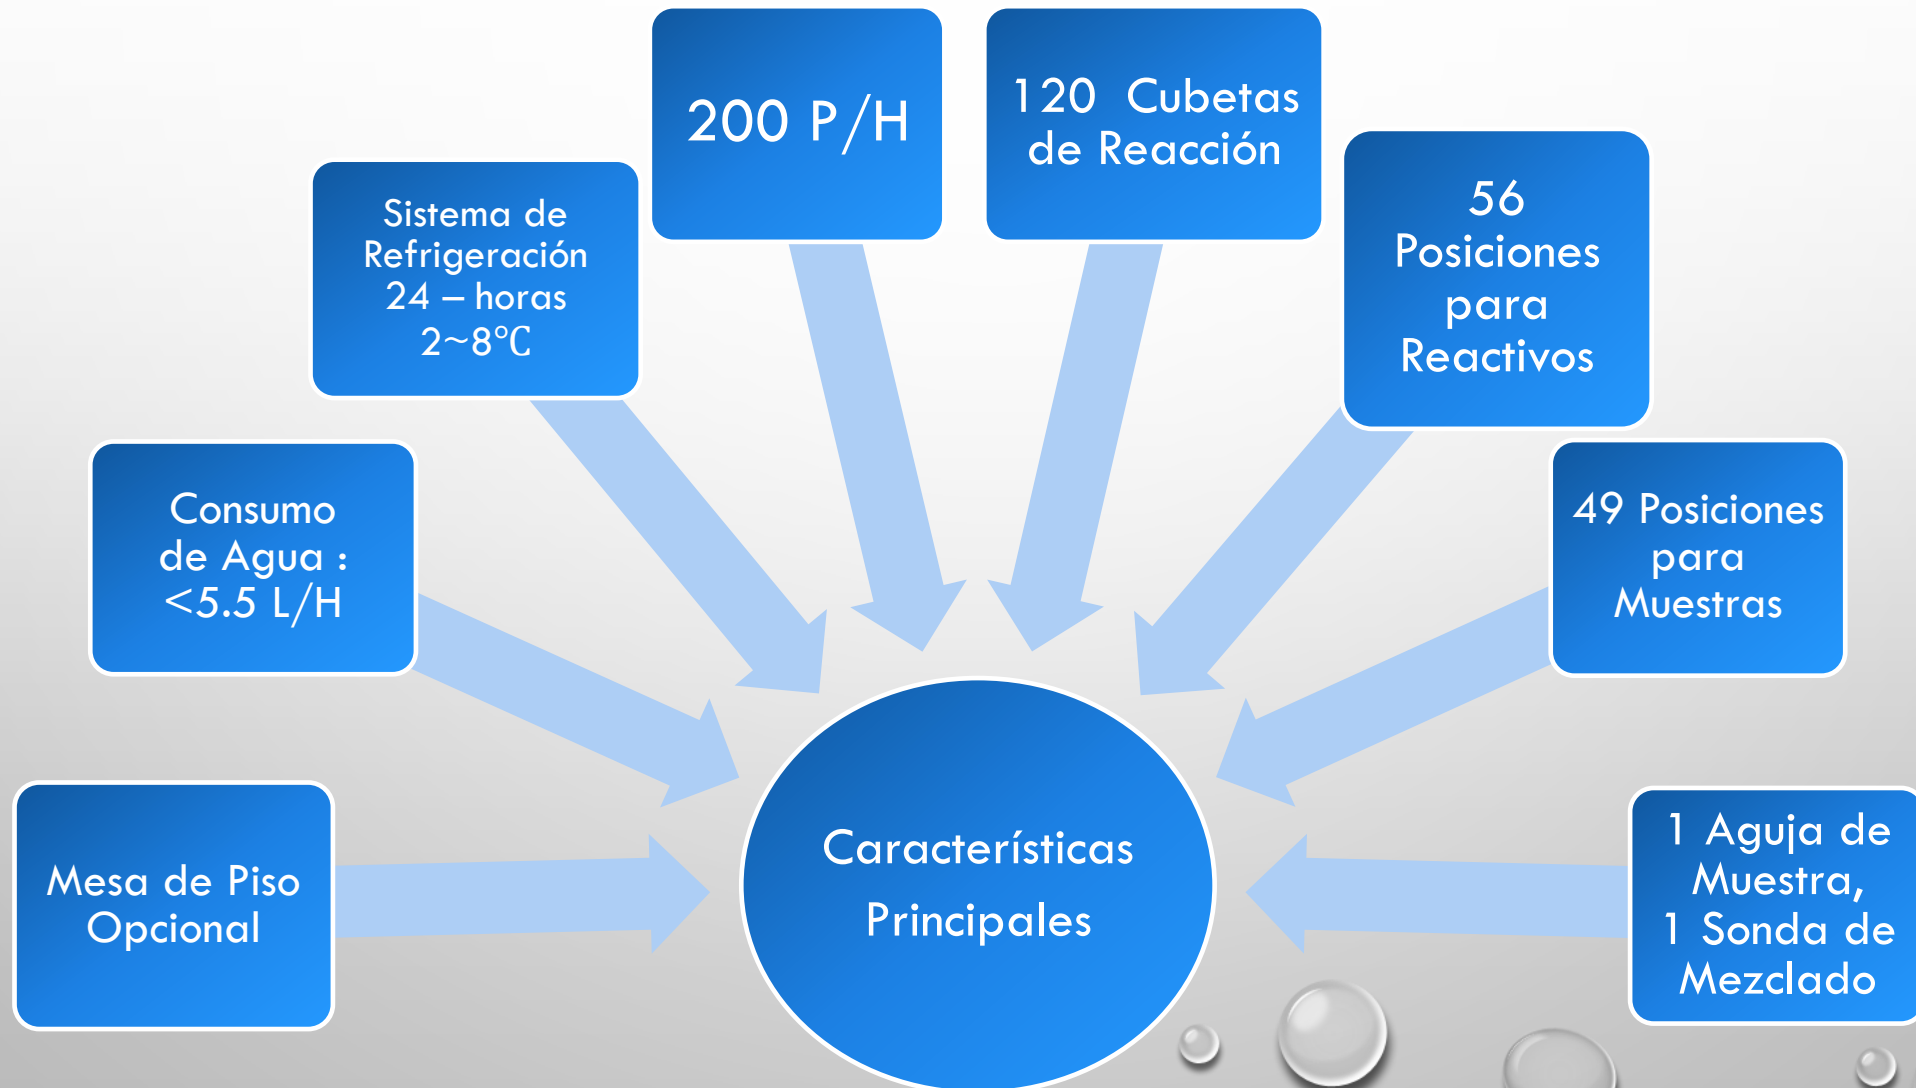 200 P/H
120 Cubetas
de Reacción
Sistema de
Refrigeración
24 – horas
2~8℃
56
Posiciones
para
Reactivos
Consumo
de Agua :
<5.5 L/H
49 Posiciones
para
Muestras
Mesa de Piso
Opcional
Características
Principales
1 Aguja de
Muestra,
1 Sonda de
Mezclado